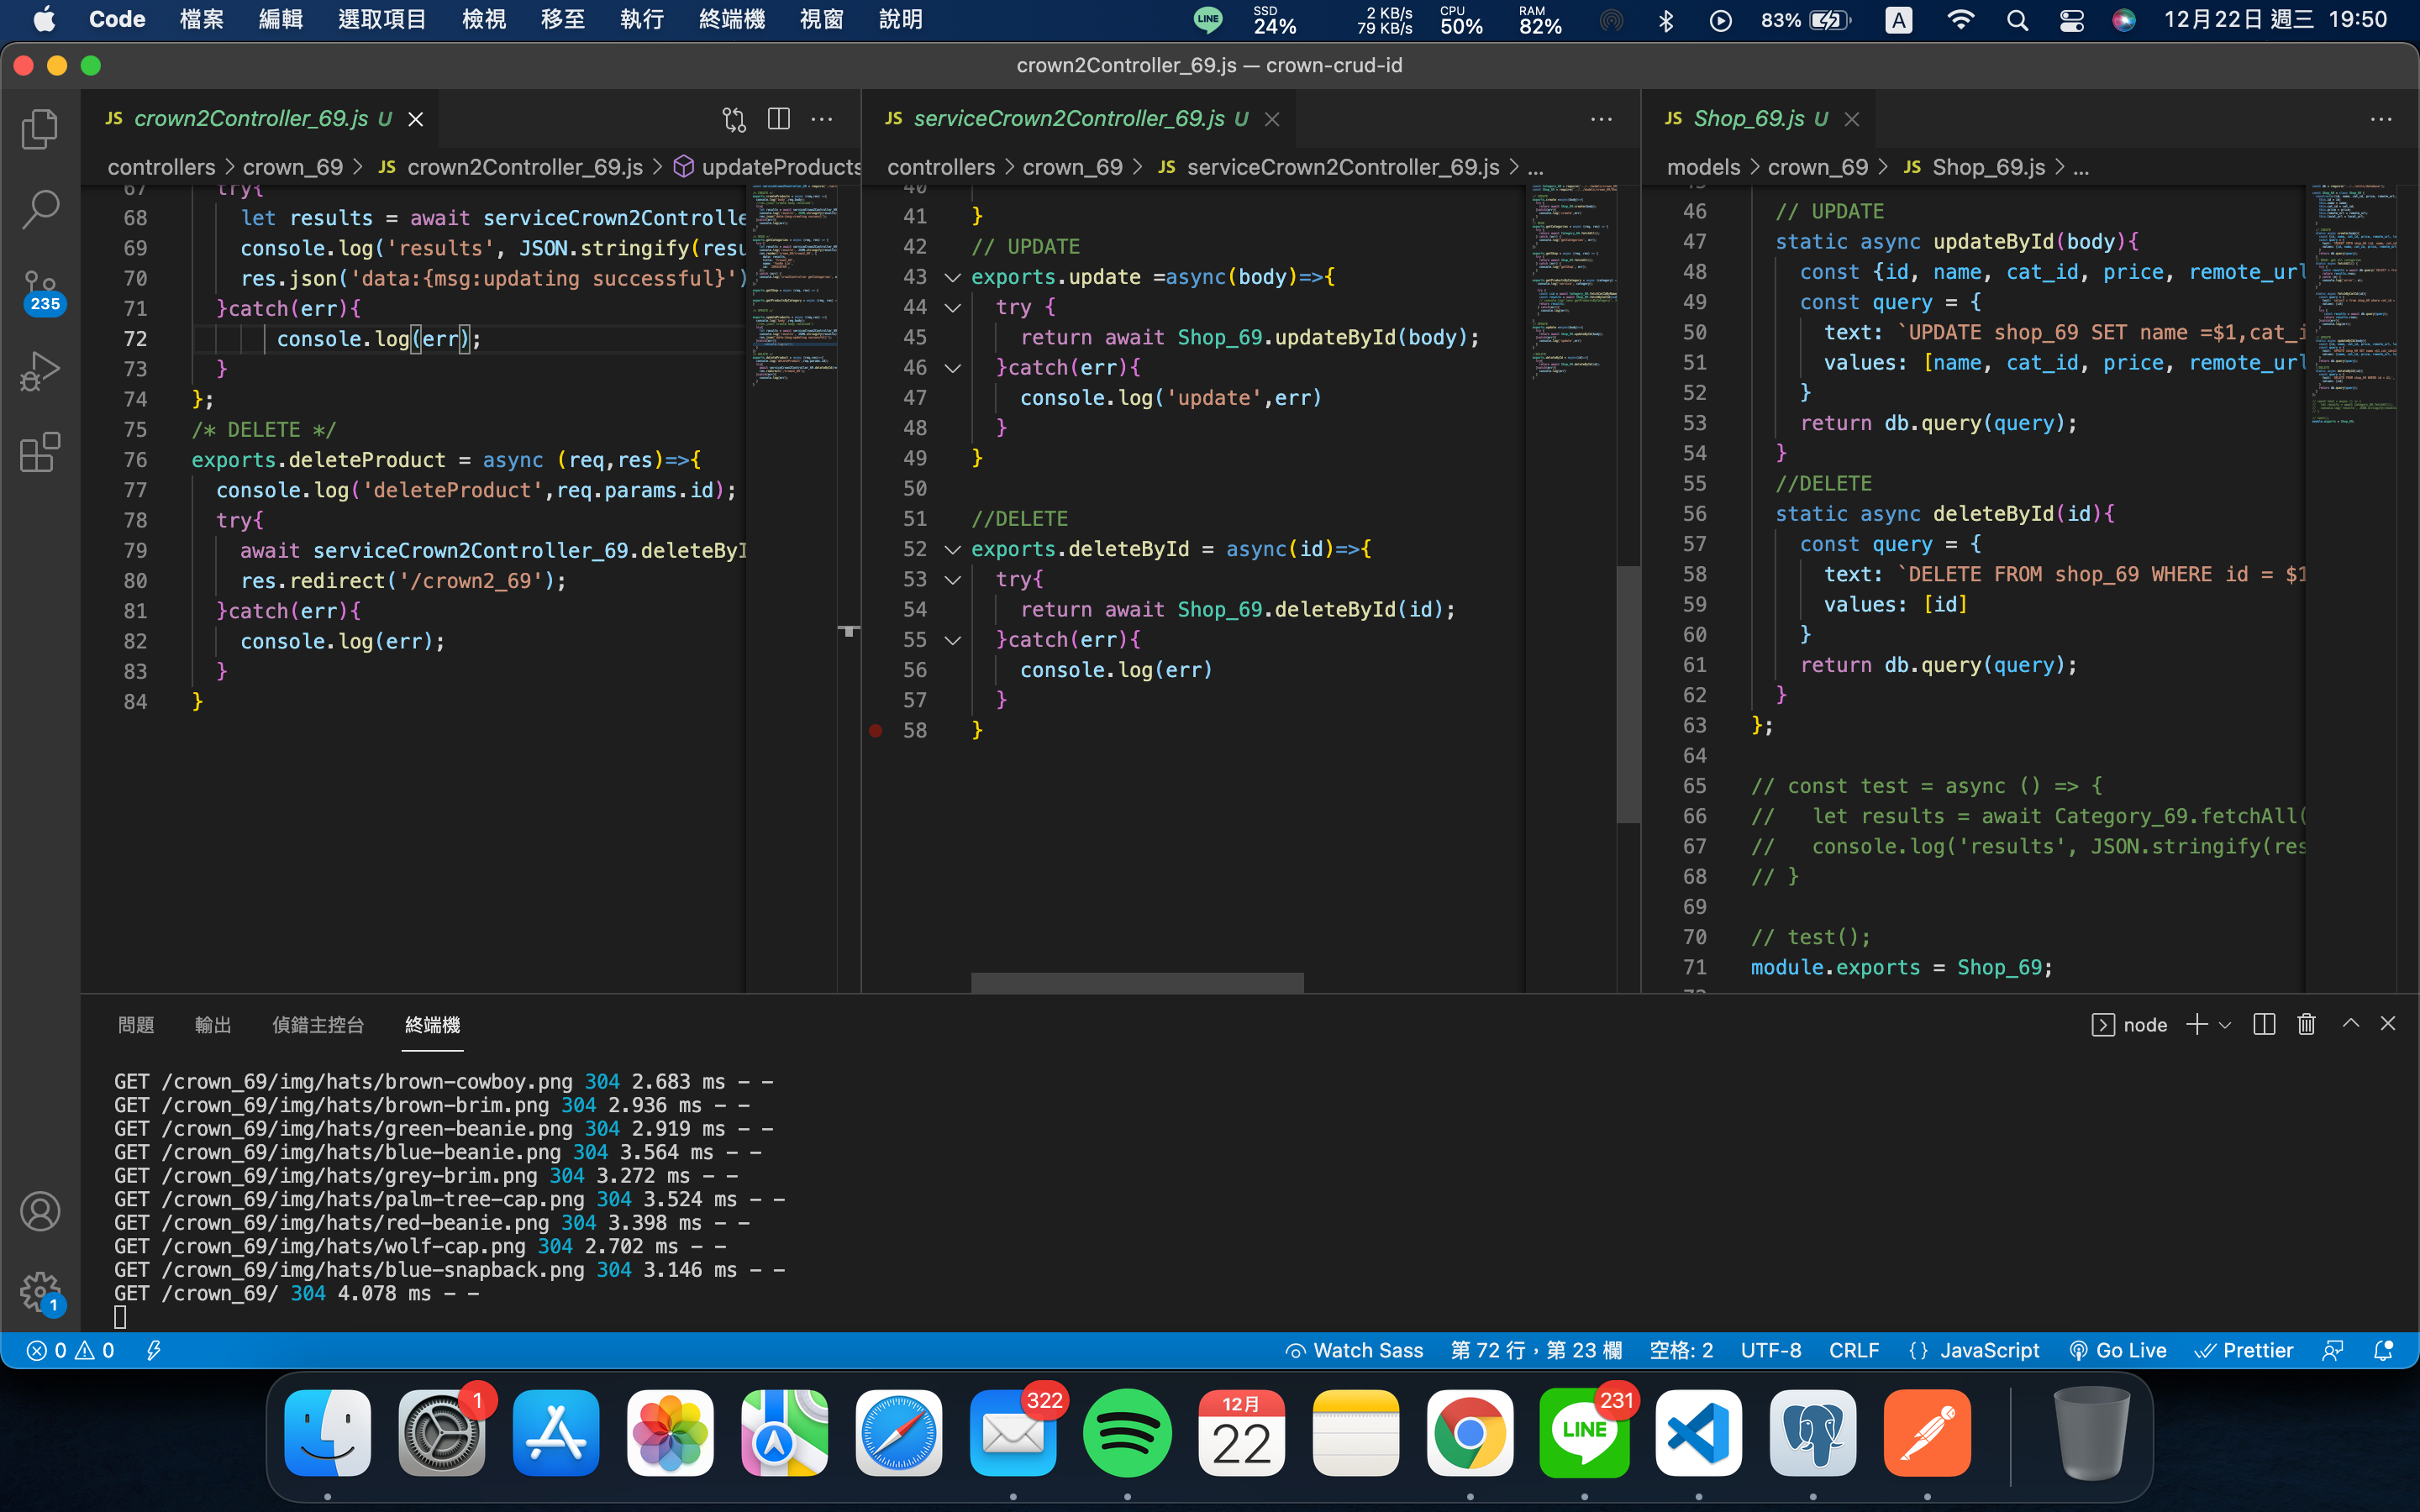 Code 檔案 編輯 選取項目 檢視 移至 執行 終端機 視窗 說明 LINE SSD 24% 2 KB/s 79 KB/s CPU 50% RAM 82% 83% A 12月22日 週三 19:50
crown2Controller_69.js — crown-crud-id
JS crown2Controller_69.js U
controllers > crown_69 > JS crown2Controller_69.js > updateProducts
67 try{
68 let results = await serviceCrown2Controlle
69 console.log('results', JSON.stringify(resu
70 res.json('data:{msg:updating successful}')
71 }catch(err){
72 console.log(err);
73 }
74 };
75 /* DELETE */
76 exports.deleteProduct = async (req,res)=>{
77 console.log('deleteProduct',req.params.id);
78 try{
79 await serviceCrown2Controller_69.deleteByI
80 res.redirect('/crown2_69');
81 }catch(err){
82 console.log(err);
83 }
84 }
JS serviceCrown2Controller_69.js U
controllers > crown_69 > JS serviceCrown2Controller_69.js > ...
40
41 }
42 // UPDATE
43 exports.update =async(body)=>{
44 try {
45 return await Shop_69.updateById(body);
46 }catch(err){
47 console.log('update',err)
48 }
49 }
50
51 //DELETE
52 exports.deleteById = async(id)=>{
53 try{
54 return await Shop_69.deleteById(id);
55 }catch(err){
56 console.log(err)
57 }
58 }
JS Shop_69.js U
models > crown_69 > JS Shop_69.js > ...
46 // UPDATE
47 static async updateById(body){
48 const {id, name, cat_id, price, remote_url
49 const query = {
50 text: `UPDATE shop_69 SET name =$1,cat_i
51 values: [name, cat_id, price, remote_url
52 }
53 return db.query(query);
54 }
55 //DELETE
56 static async deleteById(id){
57 const query = {
58 text: `DELETE FROM shop_69 WHERE id = $1
59 values: [id]
60 }
61 return db.query(query);
62 }
63 };
64
65 // const test = async () => {
66 // let results = await Category_69.fetchAll(
67 // console.log('results', JSON.stringify(res
68 // }
69
70 // test();
71 module.exports = Shop_69;
235
1
問題 輸出 偵錯主控台 終端機 node
GET /crown_69/img/hats/brown-cowboy.png 304 2.683 ms - -
GET /crown_69/img/hats/brown-brim.png 304 2.936 ms - -
GET /crown_69/img/hats/green-beanie.png 304 2.919 ms - -
GET /crown_69/img/hats/blue-beanie.png 304 3.564 ms - -
GET /crown_69/img/hats/grey-brim.png 304 3.272 ms - -
GET /crown_69/img/hats/palm-tree-cap.png 304 3.524 ms - -
GET /crown_69/img/hats/red-beanie.png 304 3.398 ms - -
GET /crown_69/img/hats/wolf-cap.png 304 2.702 ms - -
GET /crown_69/img/hats/blue-snapback.png 304 3.146 ms - -
GET /crown_69/ 304 4.078 ms - -
0 0 Watch Sass 第 72 行，第 23 欄 空格: 2 UTF-8 CRLF {} JavaScript Go Live Prettier
1 322 12月 22 LINE 231